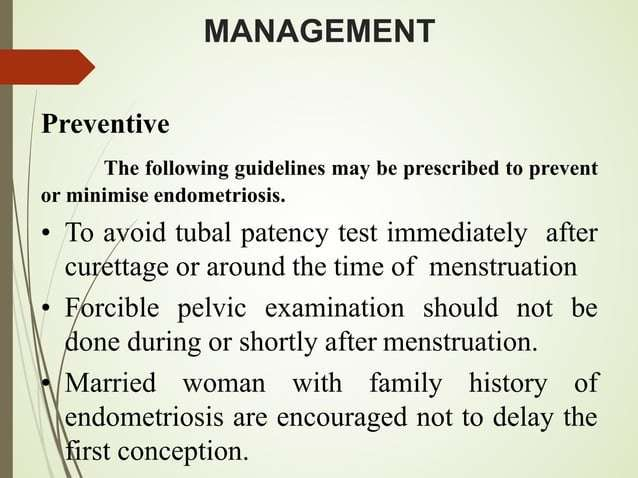 MANAGEMENT
Preventive
The following guidelines may be prescribed to prevent
or minimise endometriosis.
• To avoid tubal patency test immediately after
curettage or around the time of menstruation
• Forcible pelvic examination should not be
done during or shortly after menstruation.
• Married woman with family history of
endometriosis are encouraged not to delay the
first conception.